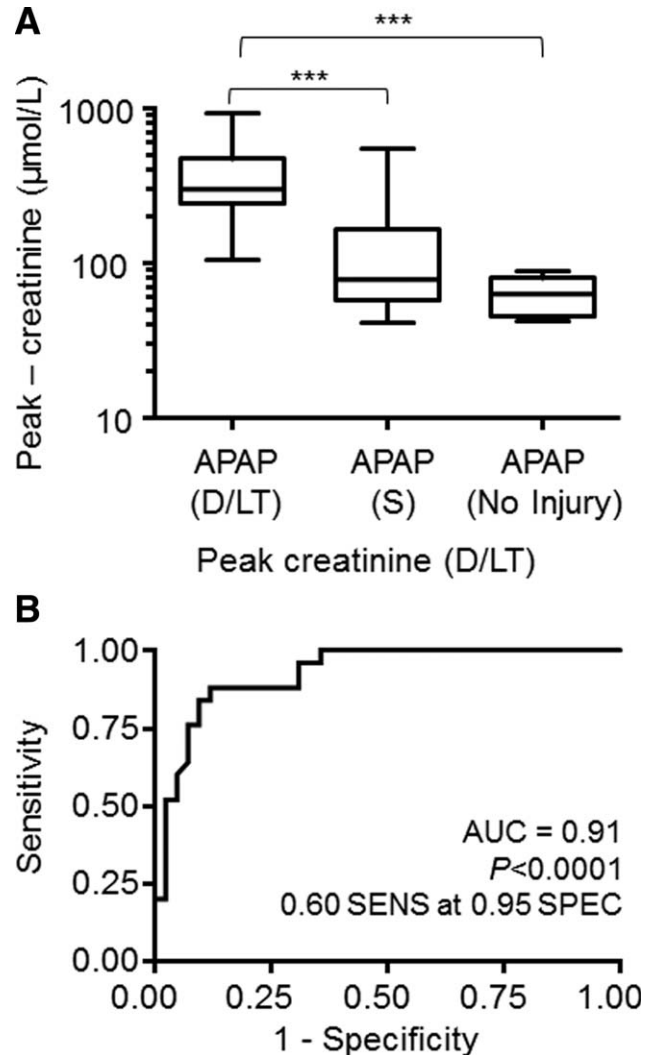 A
***
***
Peak – creatinine (µmol/L)
1000
100
10
APAP
(D/LT)
APAP
(S)
APAP
(No Injury)
Peak creatinine (D/LT)
B
Sensitivity
1.00
0.75
0.50
0.25
0.00
AUC = 0.91
P<0.0001
0.60 SENS at 0.95 SPEC
0.00 0.25 0.50 0.75 1.00
1 - Specificity